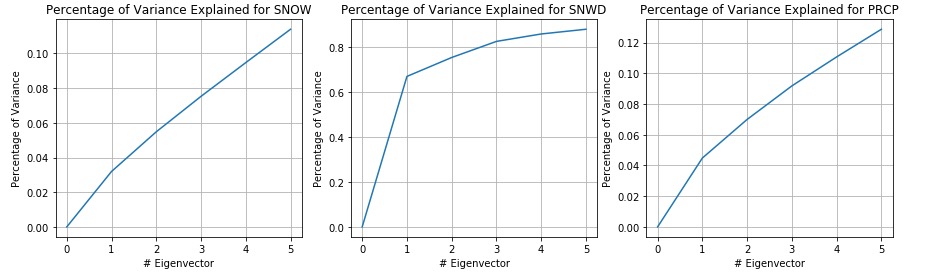 Percentage of Variance Explained for SNOW
Percentage of Variance
0.10
0.08
0.06
0.04
0.02
0.00
0 1 2 3 4 5
# Eigenvector
Percentage of Variance Explained for SNWD
Percentage of Variance
0.8
0.6
0.4
0.2
0.0
0 1 2 3 4 5
# Eigenvector
Percentage of Variance Explained for PRCP
Percentage of Variance
0.12
0.10
0.08
0.06
0.04
0.02
0.00
0 1 2 3 4 5
# Eigenvector